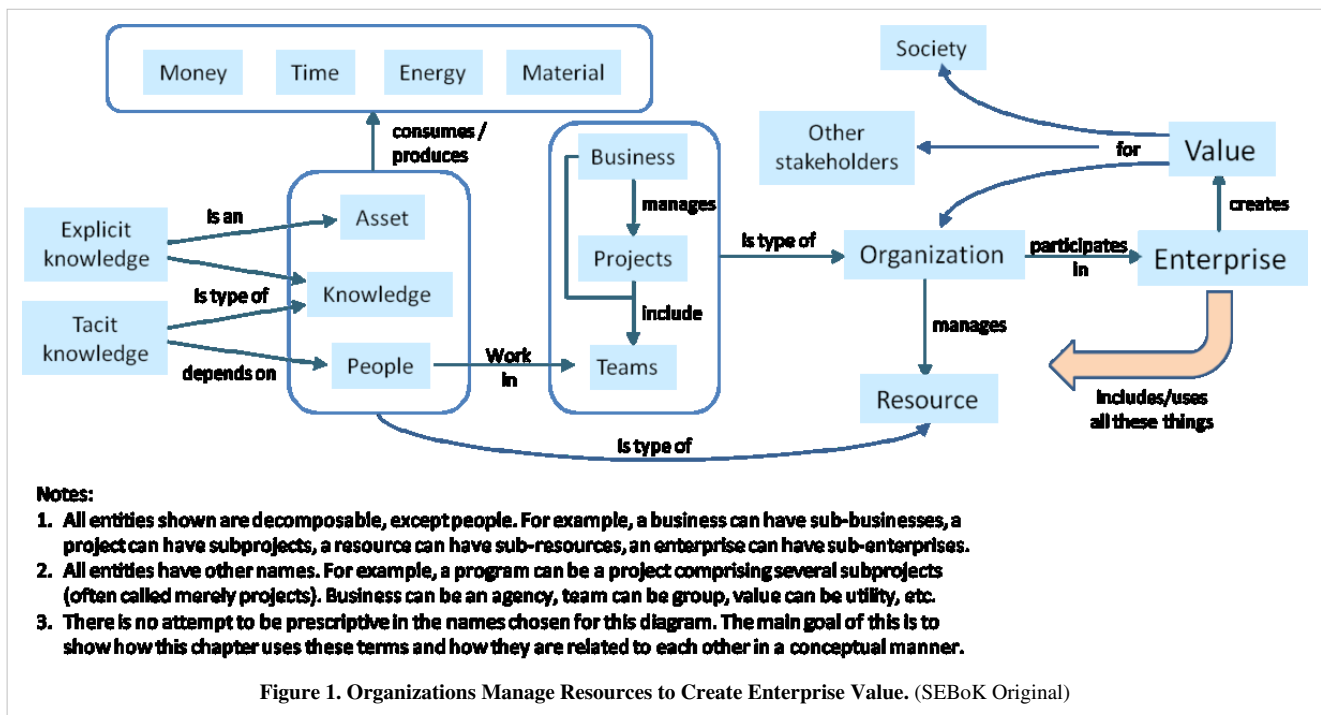 Money
Time
Energy
Material
consumes /
produces
Society
Other
stakeholders
for
Value
creates
Business
manages
Projects
include
Teams
Is an
Asset
Explicit
knowledge
Is type of
Knowledge
Tacit
knowledge
depends on
People
Work
in
Is type of
Organization
participates
in
Enterprise
manages
Resource
Includes/uses
all these things
Is type of
Notes:
1. All entities shown are decomposable, except people. For example, a business can have sub-businesses, a
project can have subprojects, a resource can have sub-resources, an enterprise can have sub-enterprises.
2. All entities have other names. For example, a program can be a project comprising several subprojects
(often called merely projects). Business can be an agency, team can be group, value can be utility, etc.
3. There is no attempt to be prescriptive in the names chosen for this diagram. The main goal of this is to
show how this chapter uses these terms and how they are related to each other in a conceptual manner.
Figure 1. Organizations Manage Resources to Create Enterprise Value. (SEBoK Original)